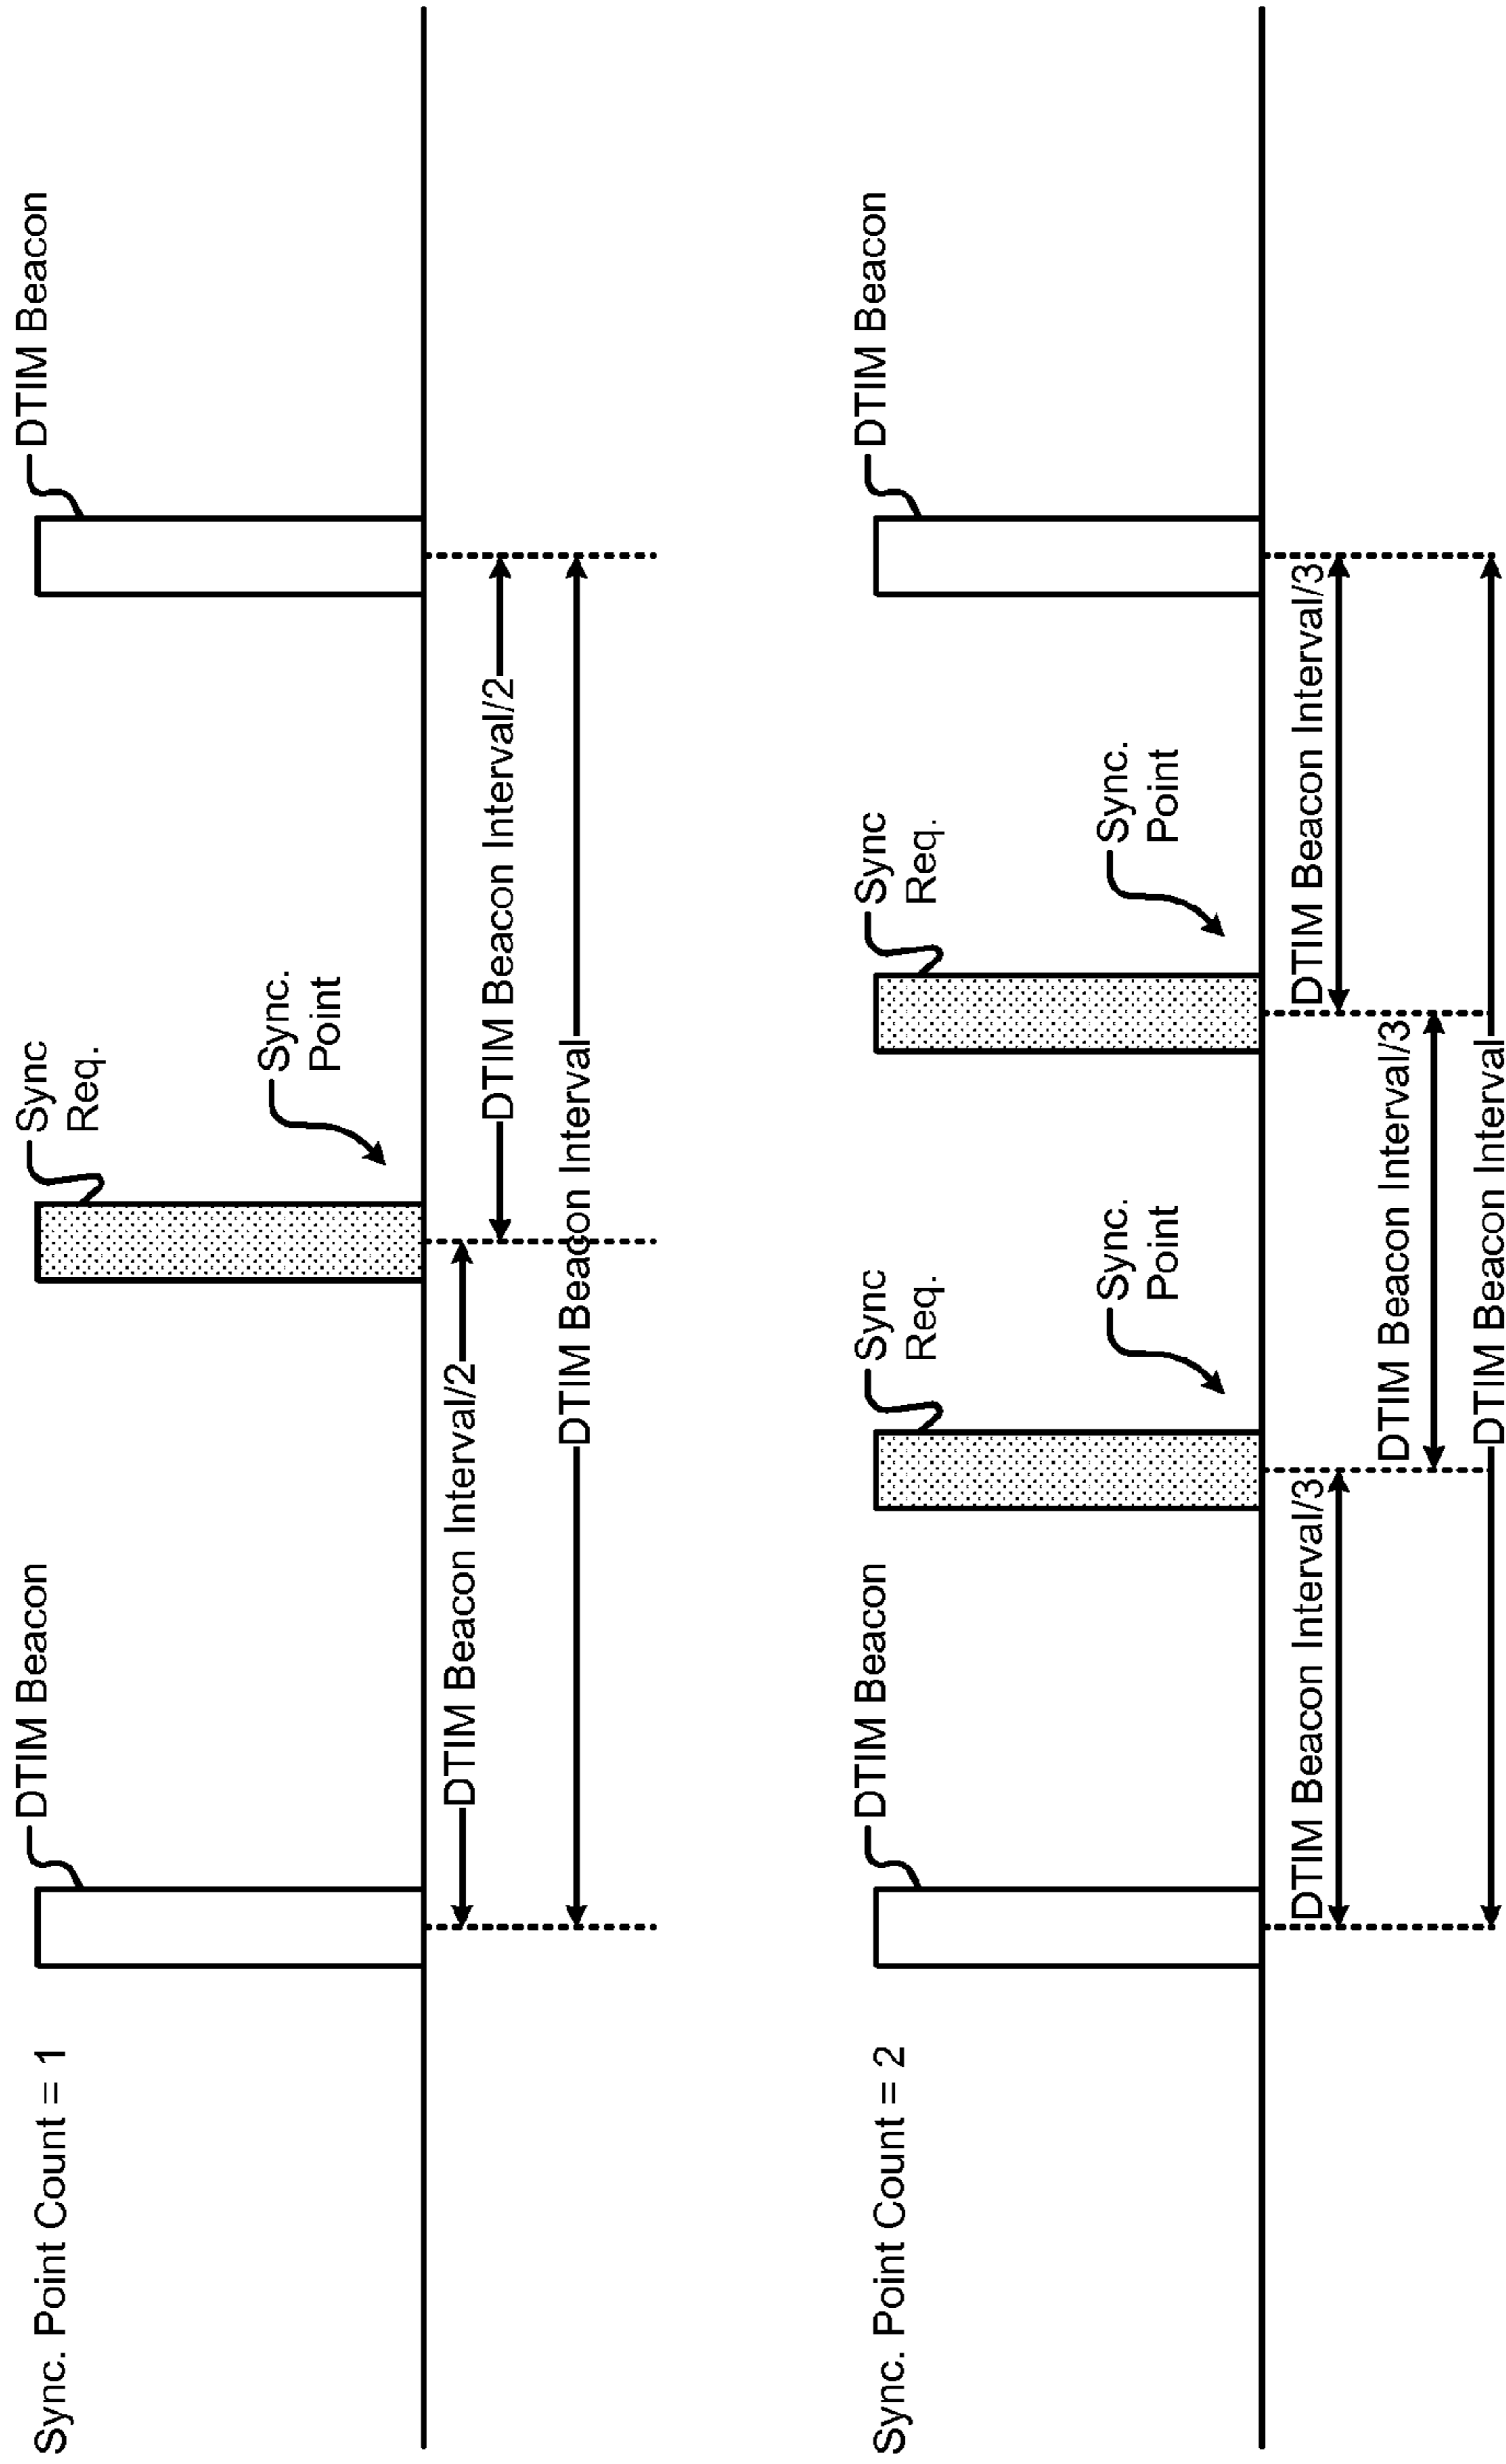 Sync. Point Count = 1
DTIM Beacon
Sync
Req.
DTIM Beacon
Sync.
Point
DTIM Beacon Interval/2
DTIM Beacon Interval/2
DTIM Beacon Interval
Sync. Point Count = 2
DTIM Beacon
Sync
Req.
Sync
Req.
DTIM Beacon
Sync.
Point
Sync.
Point
DTIM Beacon Interval/3
DTIM Beacon Interval/3
DTIM Beacon Interval/3
DTIM Beacon Interval